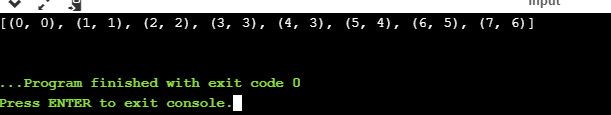 input
[(0, 0), (1, 1), (2, 2), (3, 3), (4, 3), (5, 4), (6, 5), (7, 6)]
...Program finished with exit code 0
Press ENTER to exit console.